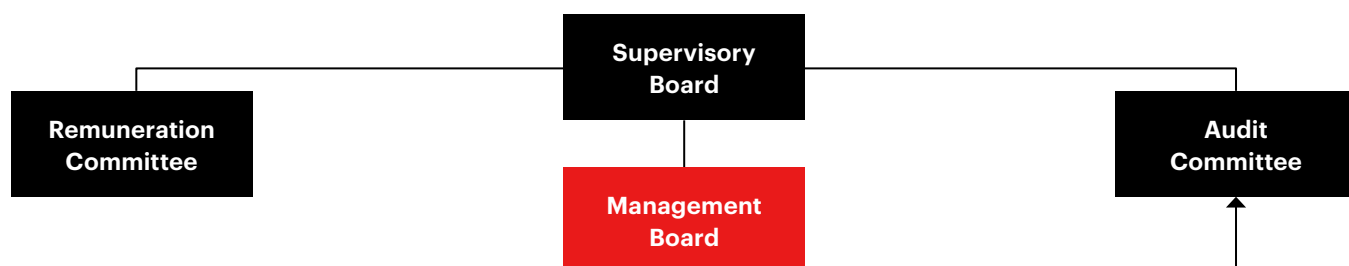 Supervisory
Board
Remuneration
Committee
Audit
Committee
Management
Board